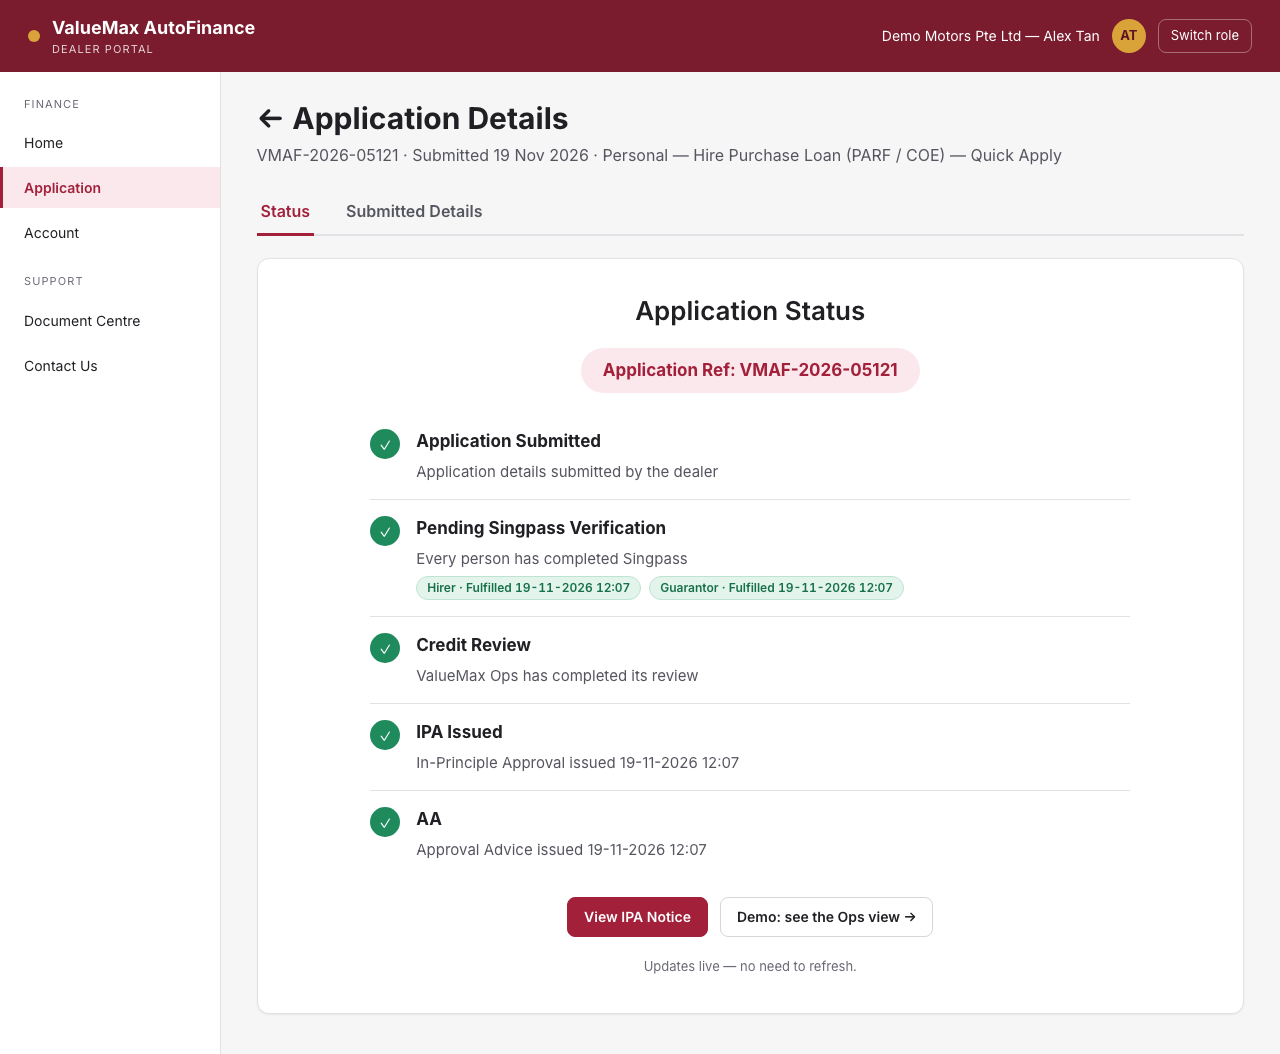 ValueMax AutoFinance
DEALER PORTAL
Demo Motors Pte Ltd — Alex Tan
AT
Switch role
FINANCE
Home
Application
Account
SUPPORT
Document Centre
Contact Us
← Application Details
VMAF-2026-05121 · Submitted 19 Nov 2026 · Personal — Hire Purchase Loan (PARF / COE) — Quick Apply
Status
Submitted Details
Application Status
Application Ref: VMAF-2026-05121
✓ Application Submitted
Application details submitted by the dealer
✓ Pending Singpass Verification
Every person has completed Singpass
Hirer · Fulfilled 19-11-2026 12:07
Guarantor · Fulfilled 19-11-2026 12:07
✓ Credit Review
ValueMax Ops has completed its review
✓ IPA Issued
In-Principle Approval issued 19-11-2026 12:07
✓ AA
Approval Advice issued 19-11-2026 12:07
View IPA Notice
Demo: see the Ops view →
Updates live — no need to refresh.